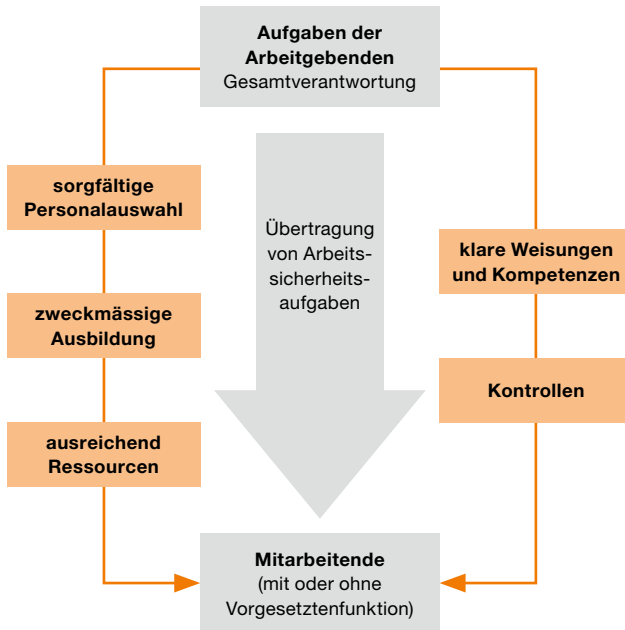 Aufgaben der
Arbeitgebenden
Gesamtverantwortung
sorgfältige
Personalauswahl
zweckmässige
Ausbildung
ausreichend
Ressourcen
Übertragung
von Arbeits-
sicherheits-
aufgaben
klare Weisungen
und Kompetenzen
Kontrollen
Mitarbeitende
(mit oder ohne
Vorgesetztenfunktion)